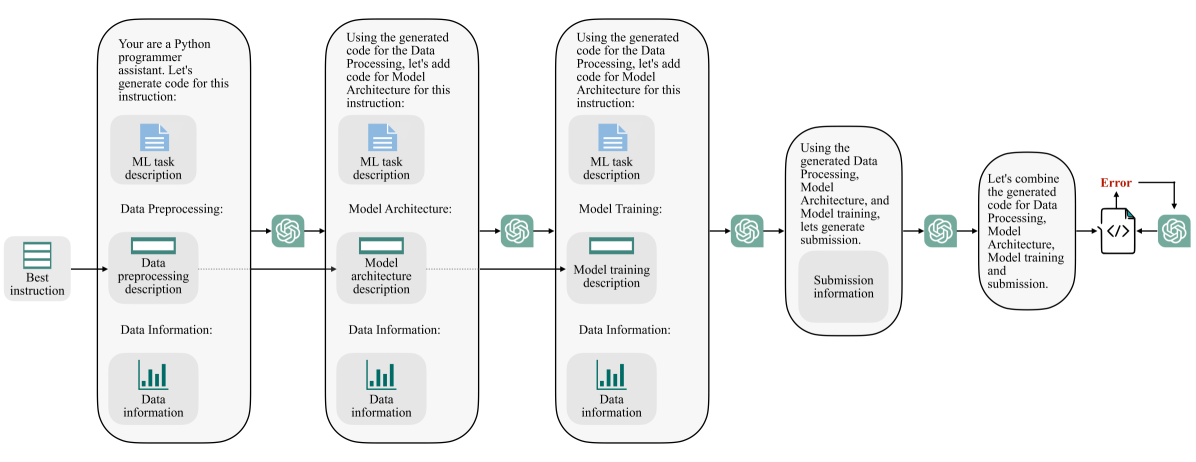 Best
instruction
Your are a Python
programmer
assistant. Let's
generate code for this
instruction:
ML task
description
Data Preprocessing:
Data
preprocessing
description
Data Information:
Data
information
Using the generated
code for the Data
Processing, let's add
code for Model
Architecture for this
instruction:
ML task
description
Model Architecture:
Model
architecture
description
Data Information:
Data
information
Using the generated
code for the Data
Processing, let's add
code for Model
Architecture for this
instruction:
ML task
description
Model Training:
Model training
description
Data Information:
Data
information
Using the
generated Data
Processing,
Model
Architecture, and
Model training,
lets generate
submission.
Submission
information
Let's combine
the generated
code for Data
Processing,
Model
Architecture,
Model training
and
submission.
Error
</>